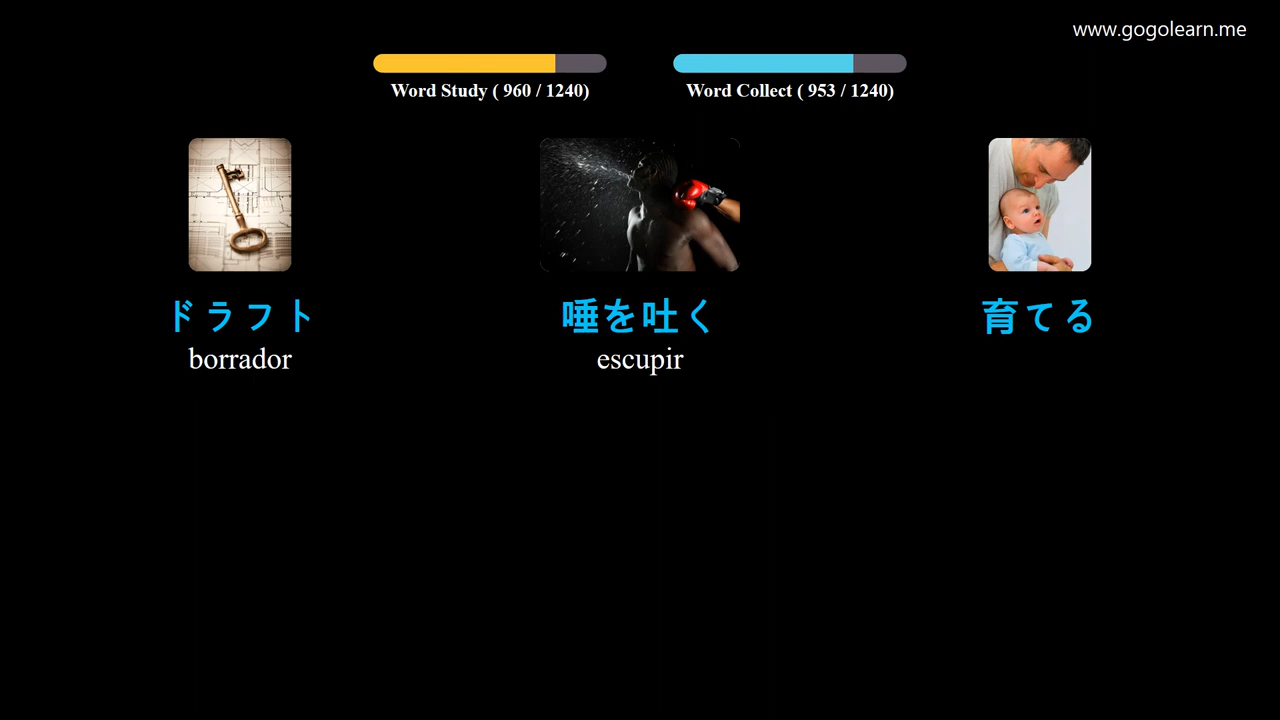 www.gogolearn.me
Word Study ( 960 / 1240)
Word Collect ( 953 / 1240)
ドラフト
borrador
唾を吐く
escupir
育てる